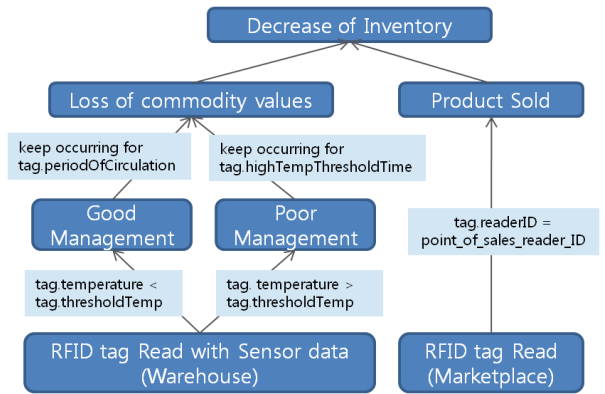 Decrease of Inventory
Loss of commodity values
Product Sold
keep occurring for
tag.periodOfCirculation
keep occurring for
tag.highTempThresholdTime
Good
Management
Poor
Management
tag.readerID =
point_of_sales_reader_ID
tag.temperature <
tag.thresholdTemp
tag. temperature >
tag.thresholdTemp
RFID tag Read with Sensor data
(Warehouse)
RFID tag Read
(Marketplace)